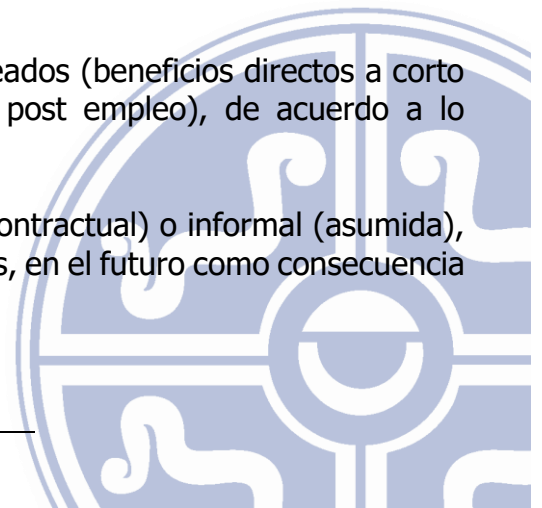 eados (beneficios directos a corto
post empleo), de acuerdo a lo
ontractual) o informal (asumida),
s, en el futuro como consecuencia